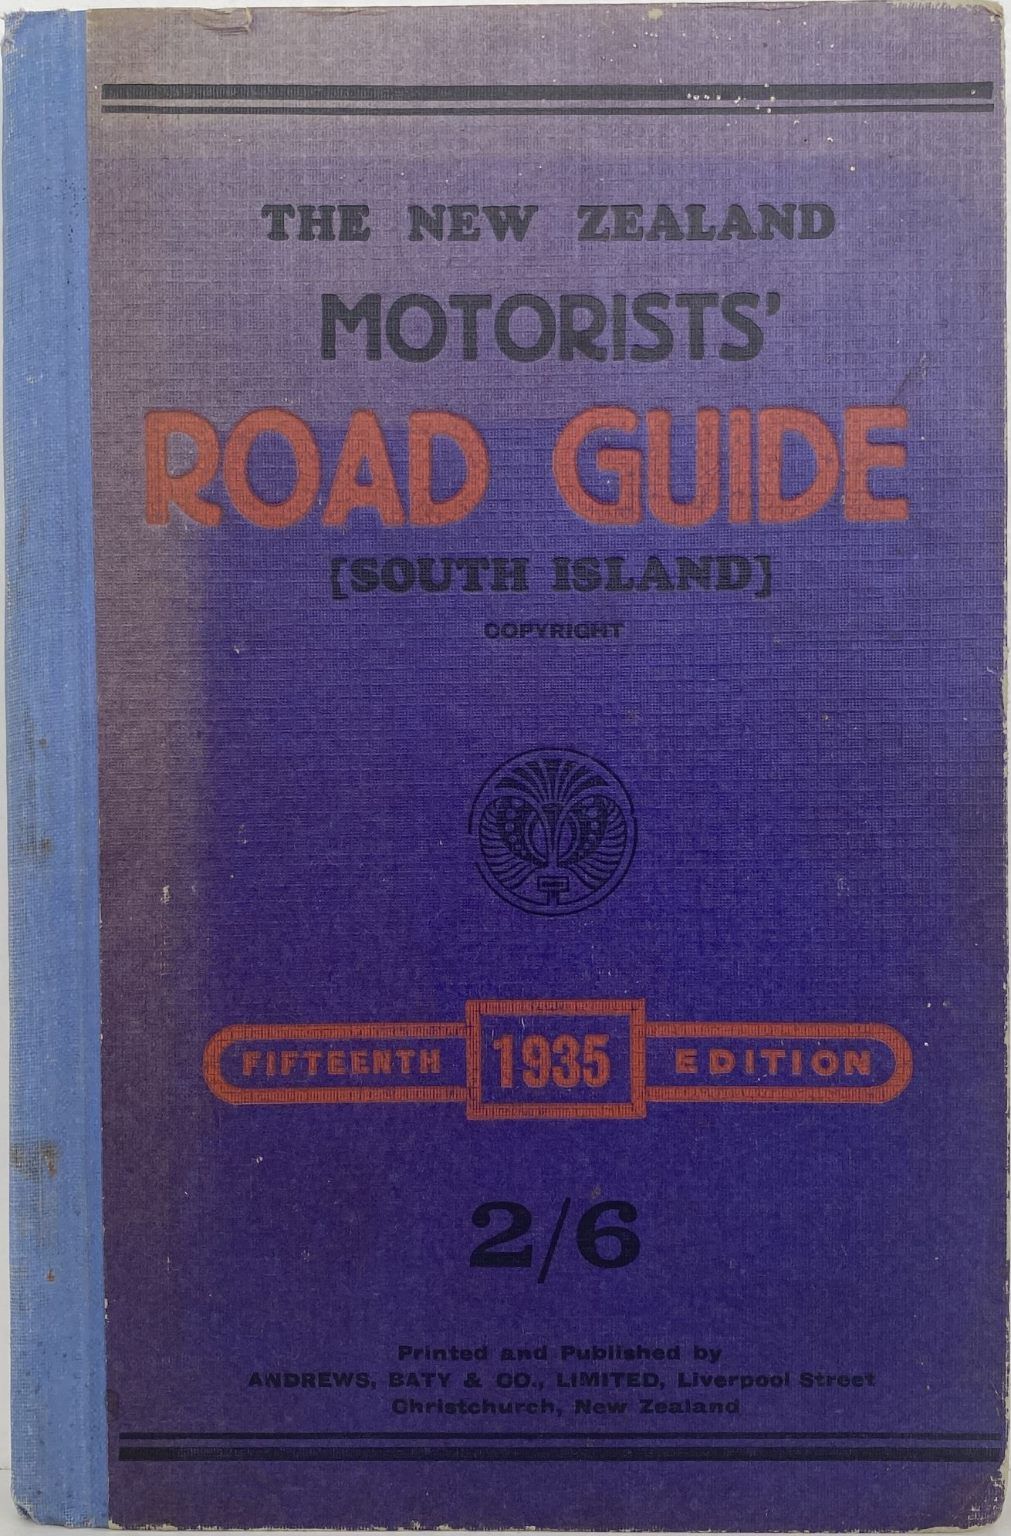 THE NEW ZEALAND
MOTORISTS'
ROAD GUIDE
[SOUTH ISLAND]
COPYRIGHT
FIFTEENTH 1935 EDITION
2/6
Printed and Published by
ANDREWS, BATY & CO., LIMITED, Liverpool Street
Christchurch, New Zealand